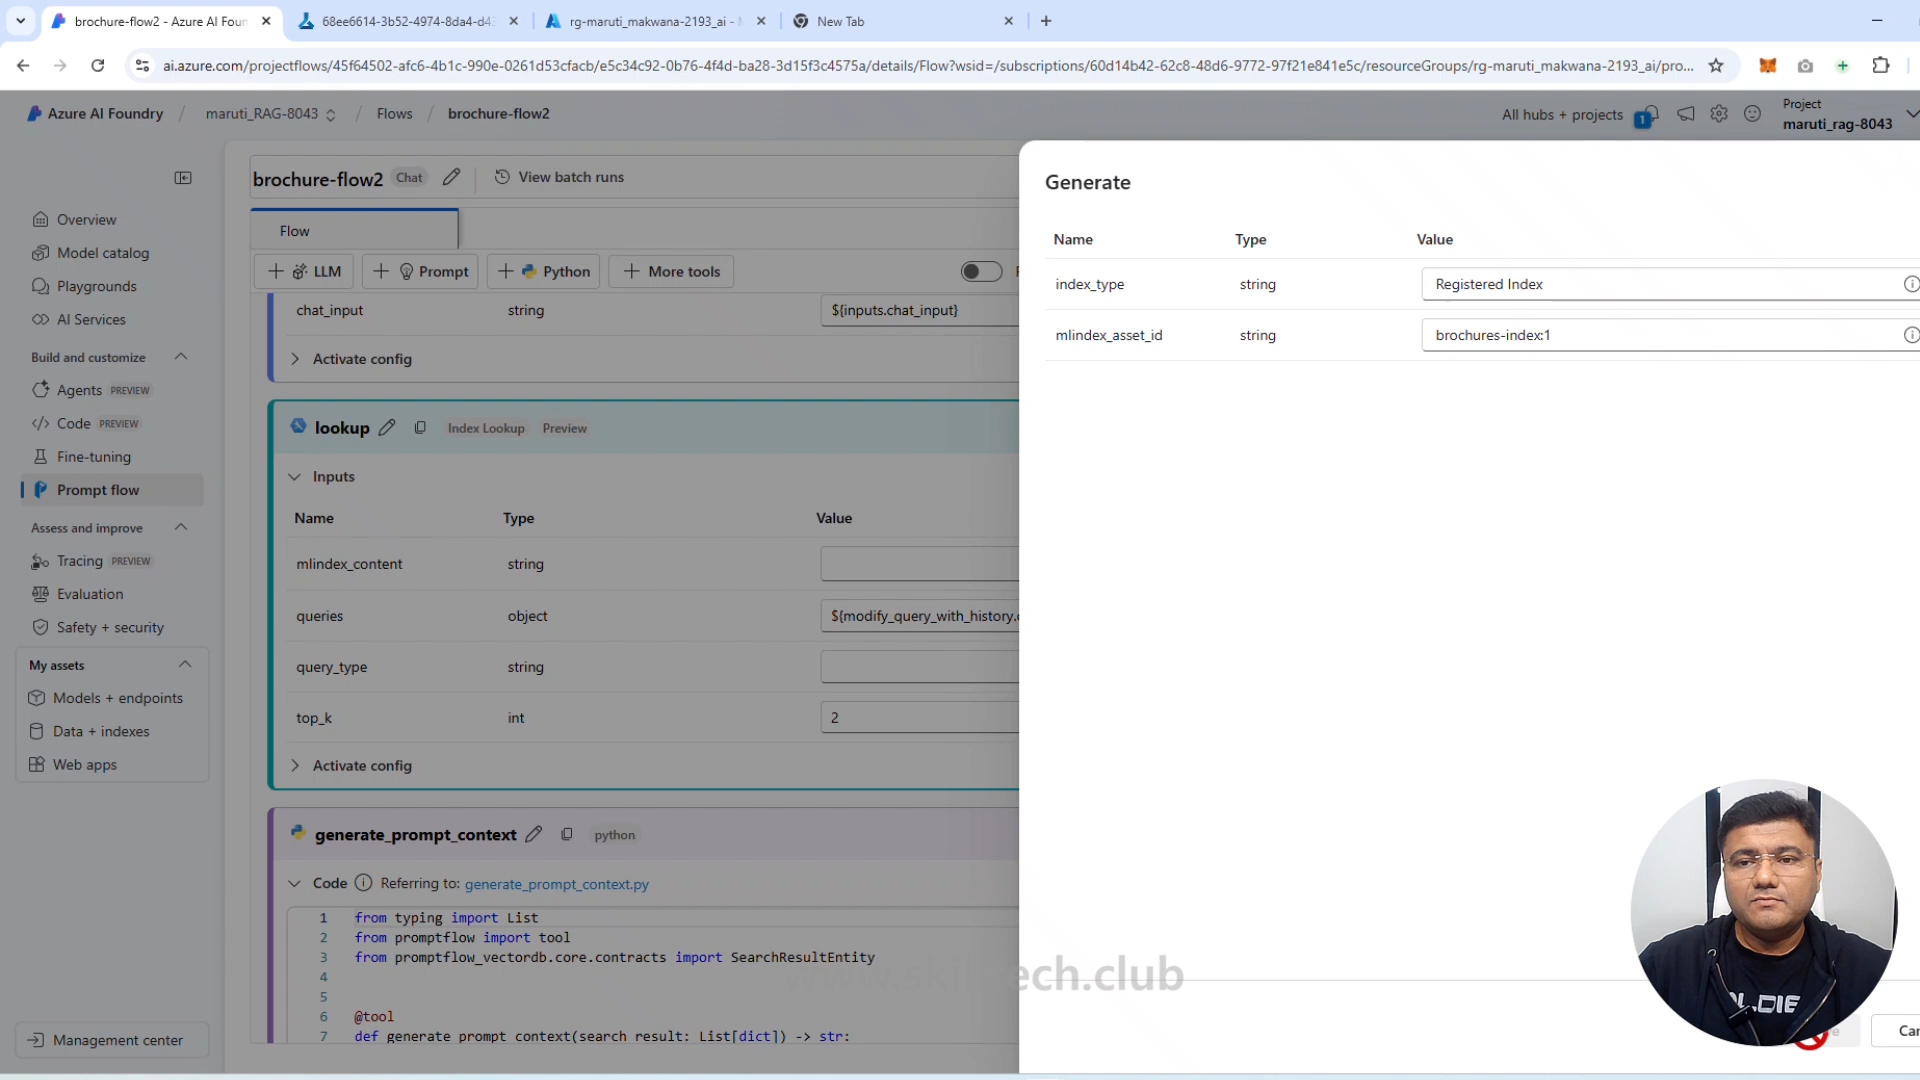 brochure-flow2 - Azure AI Foun
68ee6614-3b52-4974-8da4-d43
rg-maruti_makwana-2193_ai - M
New Tab
ai.azure.com/projectflows/45f64502-afc6-4b1c-990e-0261d53cfacb/e5c34c92-0b76-4f4d-ba28-3d15f3c4575a/details/Flow?wsid=/subscriptions/60d14b42-62c8-48d6-9772-97f21e841e5c/resourceGroups/rg-maruti_makwana-2193_ai/pro...
Azure AI Foundry / maruti_RAG-8043 / Flows / brochure-flow2
All hubs + projects
1
Project
maruti_rag-8043
Overview
Model catalog
Playgrounds
AI Services
Build and customize
Agents PREVIEW
Code PREVIEW
Fine-tuning
Prompt flow
Assess and improve
Tracing PREVIEW
Evaluation
Safety + security
My assets
Models + endpoints
Data + indexes
Web apps
Management center
brochure-flow2 Chat View batch runs
Flow
LLM Prompt Python More tools
chat_input string ${inputs.chat_input}
Activate config
lookup Index Lookup Preview
Inputs
Name Type Value
mlindex_content string
queries object ${modify_query_with_history.
query_type string
top_k int 2
Activate config
generate_prompt_context python
Code Referring to: generate_prompt_context.py
1 from typing import List
2 from promptflow import tool
3 from promptflow_vectordb.core.contracts import SearchResultEntity
4
5
6 @tool
7 def generate_prompt_context(search_result: List[dict]) -> str:
Generate
Name Type Value
index_type string Registered Index
mlindex_asset_id string brochures-index:1
Can